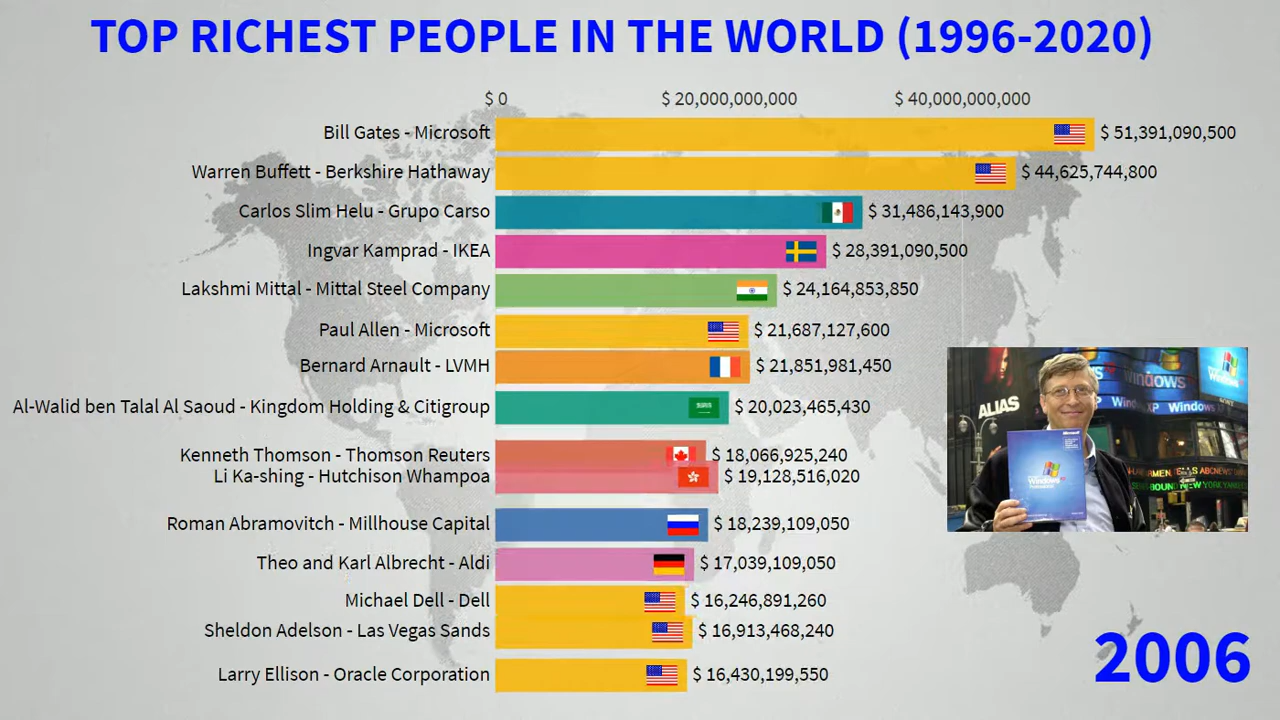 TOP RICHEST PEOPLE IN THE WORLD (1996-2020)
$ 0 $ 20,000,000,000 $ 40,000,000,000
Bill Gates - Microsoft $ 51,391,090,500
Warren Buffett - Berkshire Hathaway $ 44,625,744,800
Carlos Slim Helu - Grupo Carso $ 31,486,143,900
Ingvar Kamprad - IKEA $ 28,391,090,500
Lakshmi Mittal - Mittal Steel Company $ 24,164,853,850
Paul Allen - Microsoft $ 21,687,127,600
Bernard Arnault - LVMH $ 21,851,981,450
Al-Walid ben Talal Al Saoud - Kingdom Holding & Citigroup $ 20,023,465,430
Kenneth Thomson - Thomson Reuters $ 18,066,925,240
Li Ka-shing - Hutchison Whampoa $ 19,128,516,020
Roman Abramovitch - Millhouse Capital $ 18,239,109,050
Theo and Karl Albrecht - Aldi $ 17,039,109,050
Michael Dell - Dell $ 16,246,891,260
Sheldon Adelson - Las Vegas Sands $ 16,913,468,240
Larry Ellison - Oracle Corporation $ 16,430,199,550
Windows
ALIAS
XP Windows
Windows
NEW YORK
2006